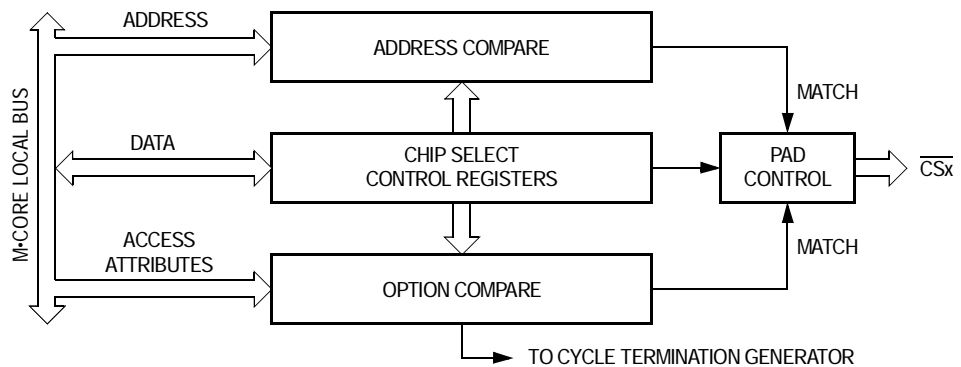 ADDRESS
ADDRESS COMPARE
MATCH
M•CORE LOCAL BUS
DATA
CHIP SELECT
CONTROL REGISTERS
PAD
CONTROL
CSx
ACCESS
ATTRIBUTES
MATCH
OPTION COMPARE
TO CYCLE TERMINATION GENERATOR